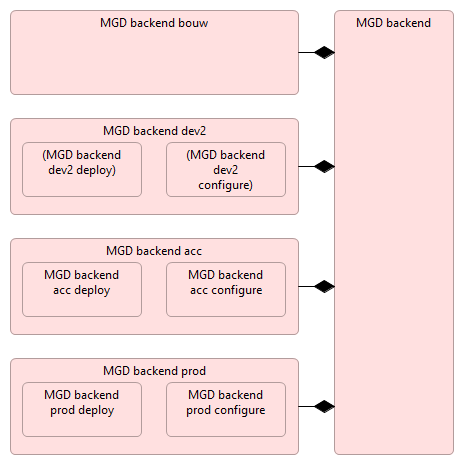 MGD backend bouw
MGD backend
MGD backend dev2
(MGD backend
dev2 deploy)
(MGD backend
dev2
configure)
MGD backend acc
MGD backend
acc deploy
MGD backend
acc configure
MGD backend prod
MGD backend
prod deploy
MGD backend
prod configure